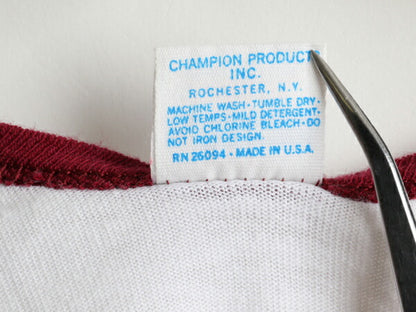 CHAMPION PRODUCTS
INC.
ROCHESTER, N.Y.
MACHINE WASH · TUMBLE DRY·
LOW TEMPS·MILD DETERGENT·
AVOID CHLORINE BLEACH·DO
NOT IRON DESIGN.
RN 26094 · MADE IN U.S.A.